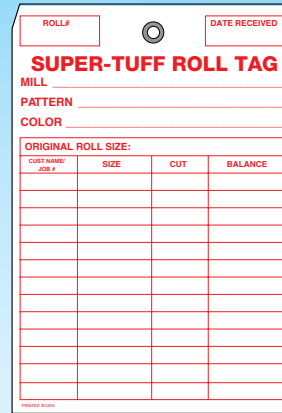 ROLL# DATE RECEIVED
SUPER-TUFF ROLL TAG
MILL
PATTERN
COLOR
ORIGINAL ROLL SIZE:
CUST NAME/ SIZE CUT BALANCE
JOB #
PRINTED IN USA